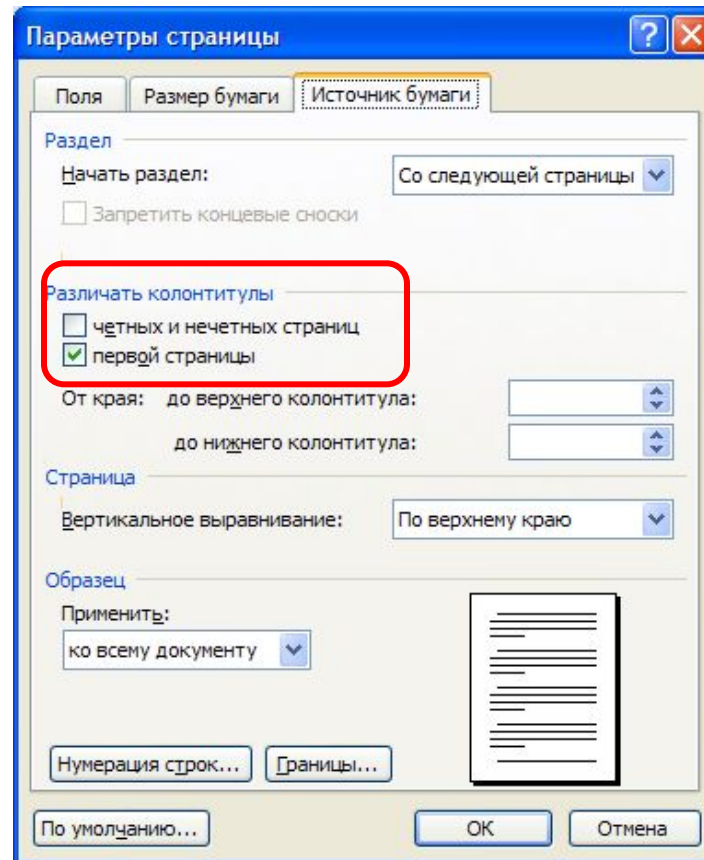 Параметры страницы
Поля Размер бумаги Источник бумаги
Раздел
Начать раздел: Со следующей страницы
Запретить концевые сноски
Различать колонтитулы
четных и нечетных страниц
первой страницы
От края: до верхнего колонтитула:
до нижнего колонтитула:
Страница
Вертикальное выравнивание: По верхнему краю
Образец
Применить:
ко всему документу
Нумерация строк... Границы...
По умолчанию... ОК Отмена